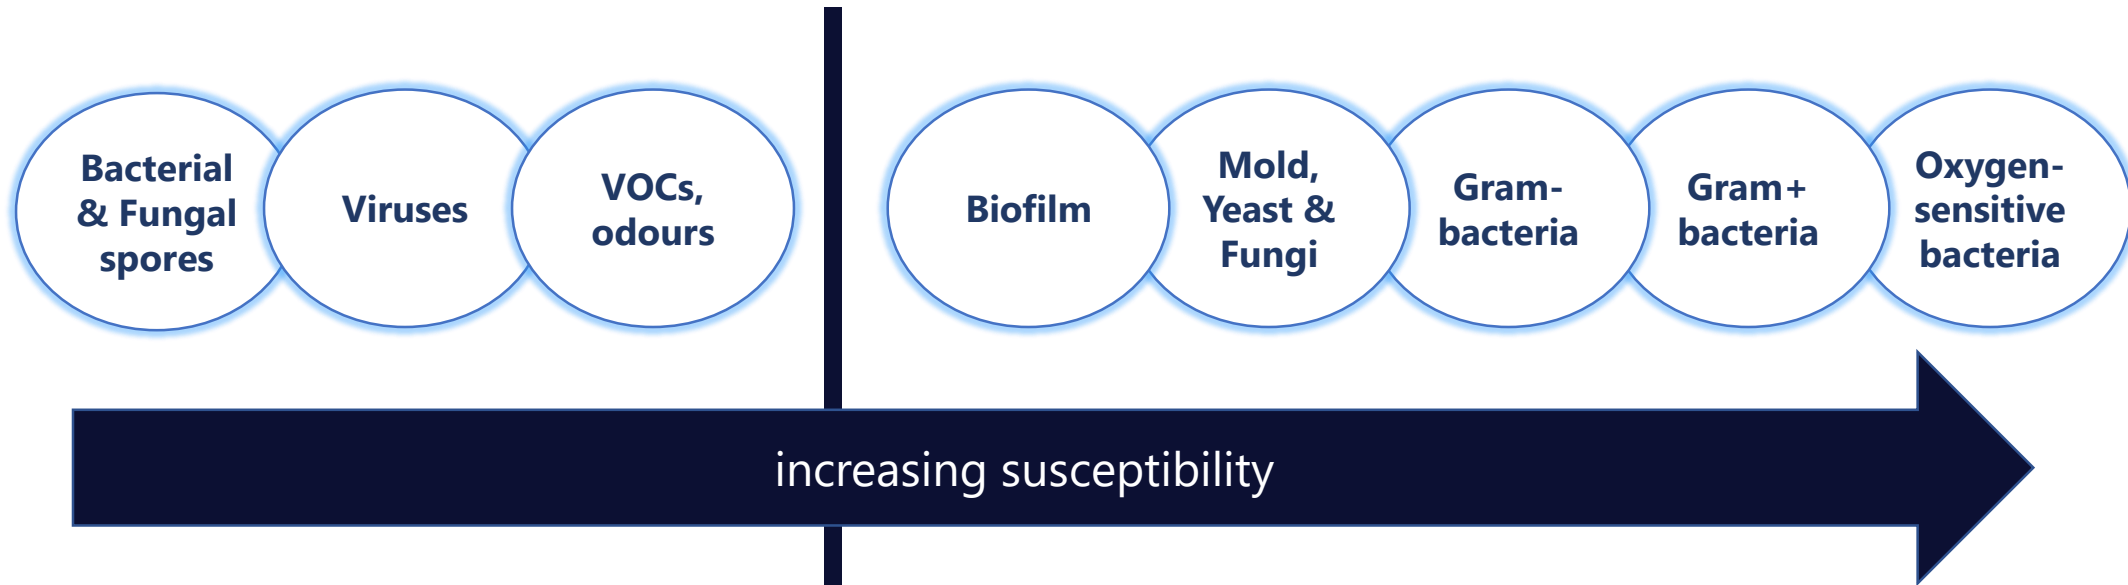 Bacterial
& Fungal
spores
Viruses
VOCs,
odours
Biofilm
Mold,
Yeast &
Fungi
Gram-
bacteria
Gram+
bacteria
Oxygen-
sensitive
bacteria
increasing susceptibility